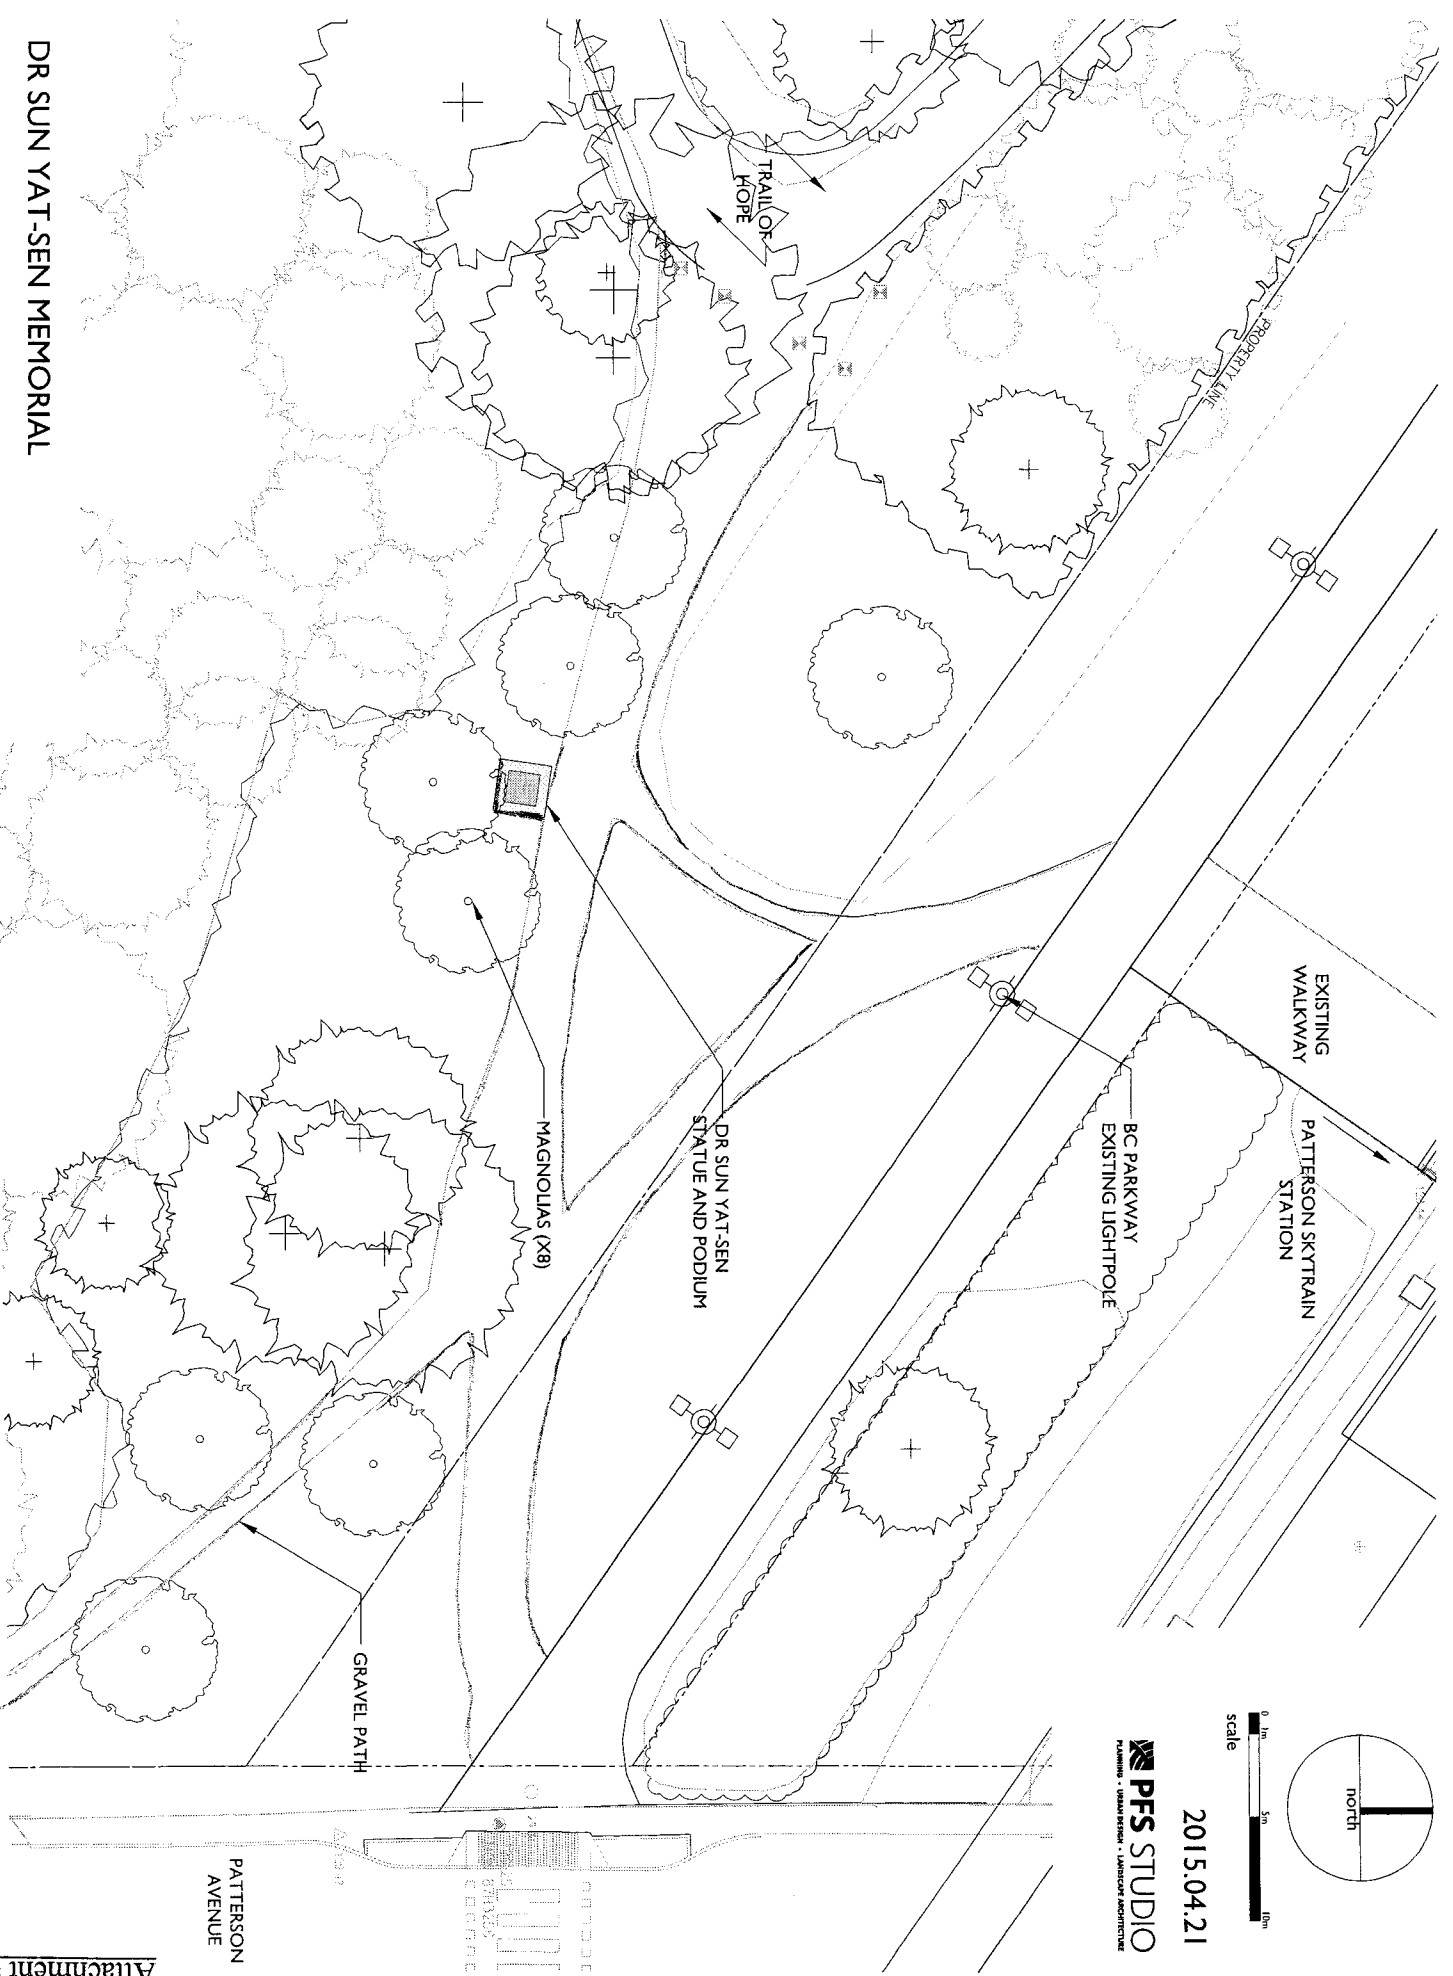 TRAIL OF
HOPE
PROPERTY LINE
EXISTING
WALKWAY
PATTERSON SKYTRAIN
STATION
BC PARKWAY
EXISTING LIGHTPOLE
DR SUN YAT-SEN
STATUE AND PODIUM
MAGNOLIAS (X8)
GRAVEL PATH
PATTERSON
AVENUE
north
0 1m 5m 10m
scale
2015.04.21
PFS STUDIO
PLANNING • URBAN DESIGN • LANDSCAPE ARCHITECTURE
DR SUN YAT-SEN MEMORIAL
Attachment